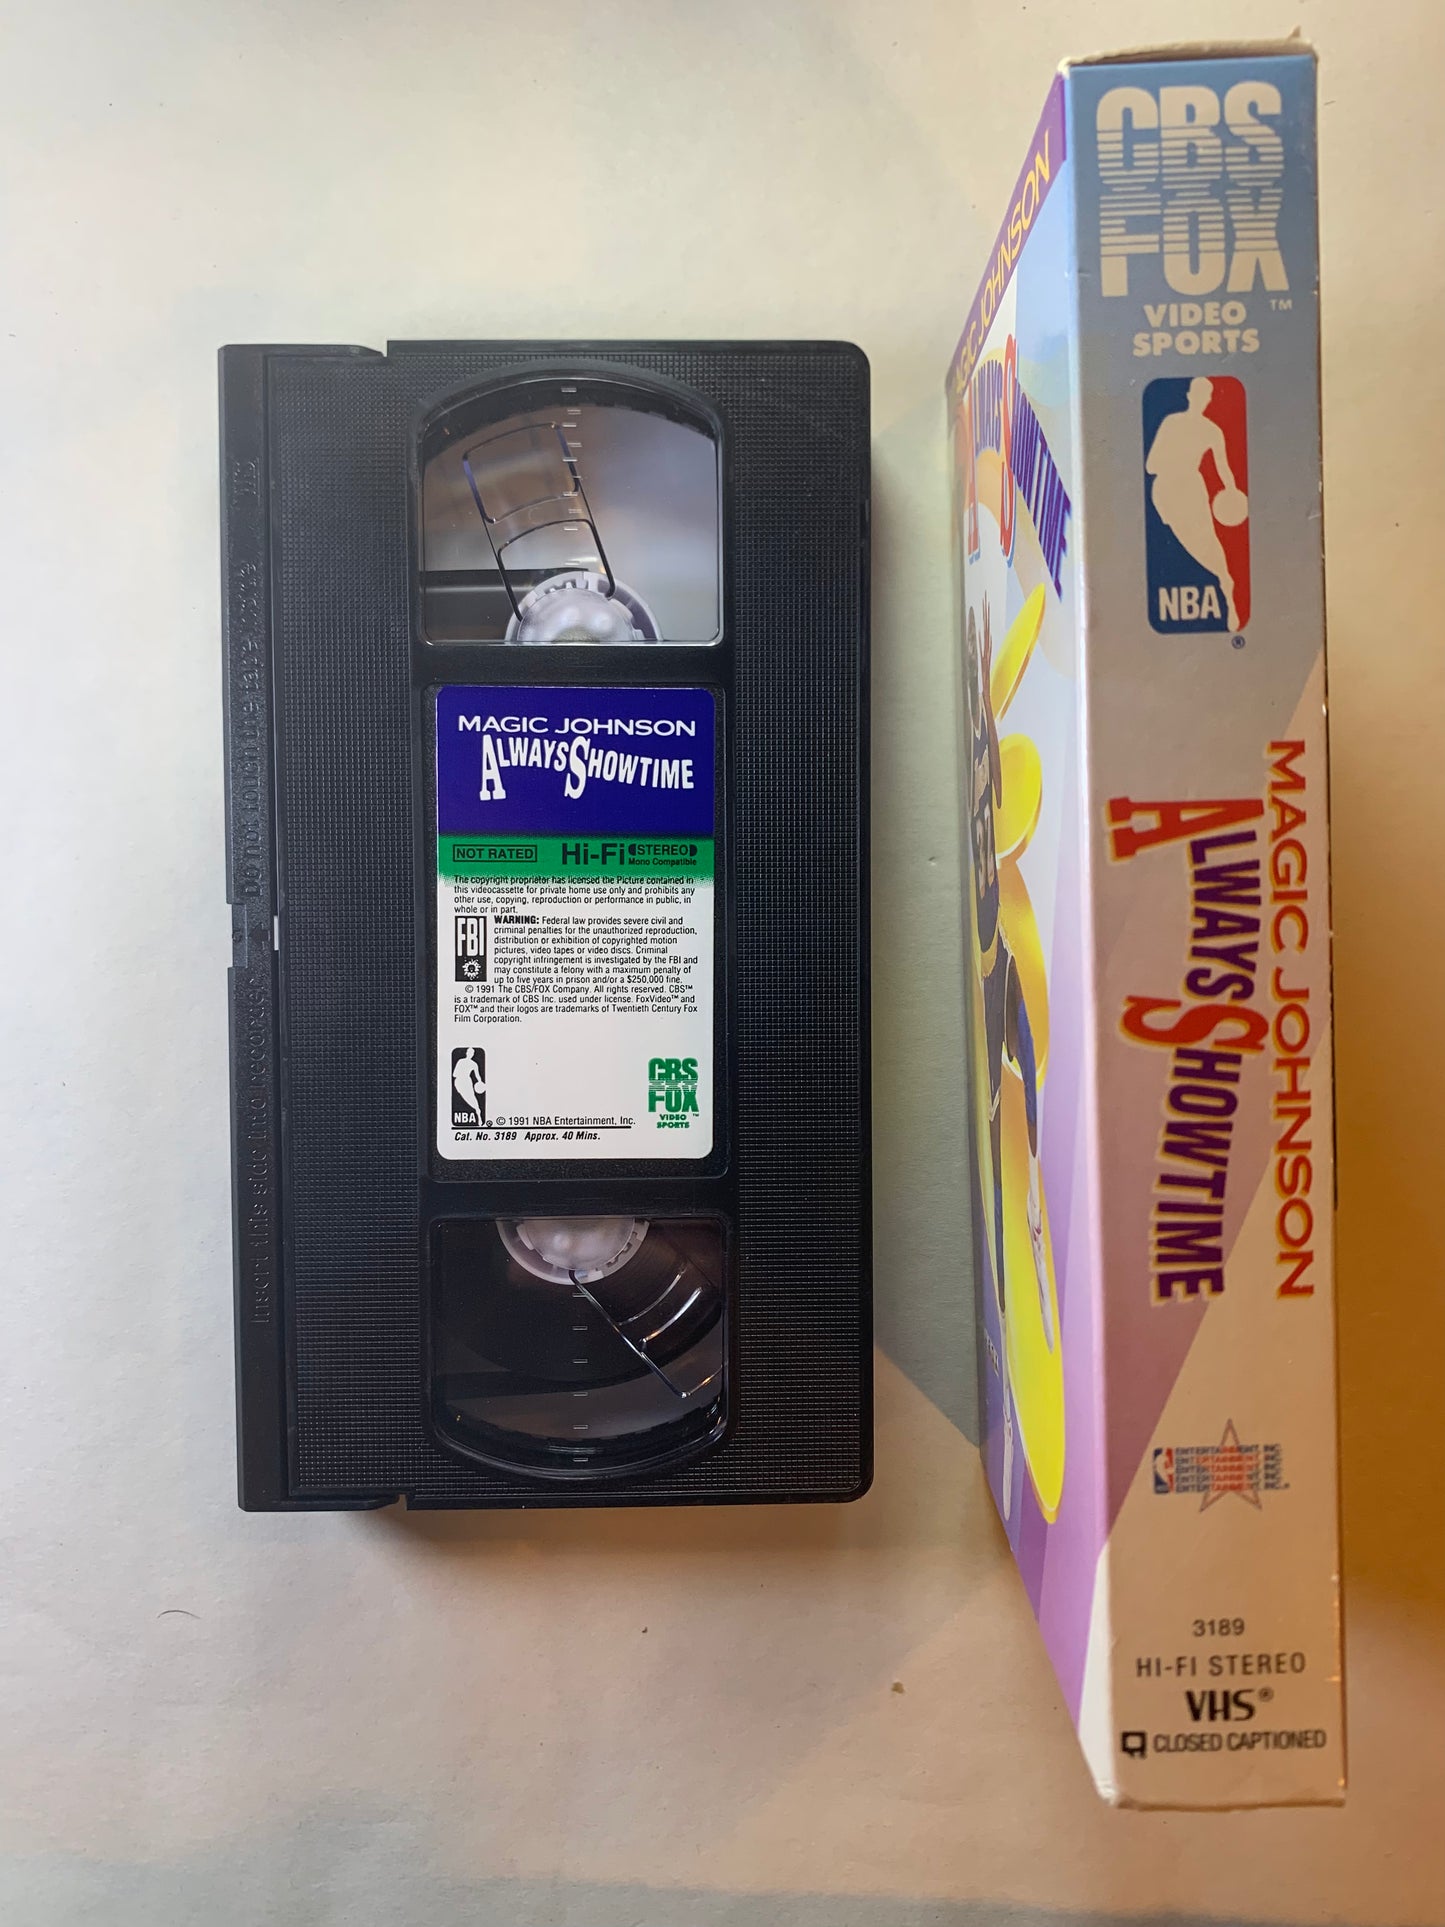 MAGIC JOHNSON
ALWAYS SHOWTIME
NOT RATED Hi-Fi STEREO
Mono Compatible
The copyright proprietor has licensed the Picture contained in
this videocassette for private home use only and prohibits any
other use, copying, reproduction or performance in public, in
whole or in part.
FBI
WARNING: Federal law provides severe civil and
criminal penalties for the unauthorized reproduction,
distribution or exhibition of copyrighted motion
pictures, video tapes or video discs. Criminal
copyright infringement is investigated by the FBI and
may constitute a felony with a maximum penalty of
up to five years in prison and/or a $250,000 fine.
© 1991 The CBS/FOX Company. All rights reserved. CBS™
is a trademark of CBS Inc. used under license. FoxVideo™ and
FOX™ and their logos are trademarks of Twentieth Century Fox
Film Corporation.
NBA ® © 1991 NBA Entertainment, Inc.
Cat. No. 3189 Approx. 40 Mins.
CBS
FOX ™
VIDEO
SPORTS
Insert this side into recorder
Do not touch the tape inside
JOHNSON
ALWAYS SHOWTIME
32
CBS
FOX ™
VIDEO
SPORTS
NBA ®
MAGIC JOHNSON
ALWAYS SHOWTIME
ENTERTAINMENT, INC.
3189
HI-FI STEREO
VHS®
CLOSED CAPTIONED